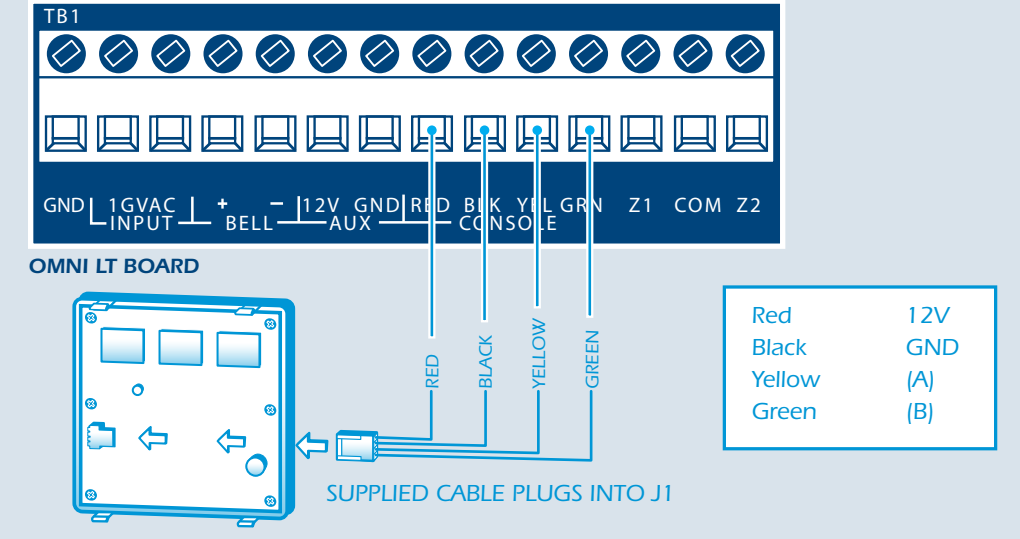 TB1
GND 1GVAC + – 12V GND RED BLK YEL GRN Z1 COM Z2
INPUT BELL AUX CONSOLE
OMNI LT BOARD
RED
BLACK
YELLOW
GREEN
Red 12V
Black GND
Yellow (A)
Green (B)
SUPPLIED CABLE PLUGS INTO J1